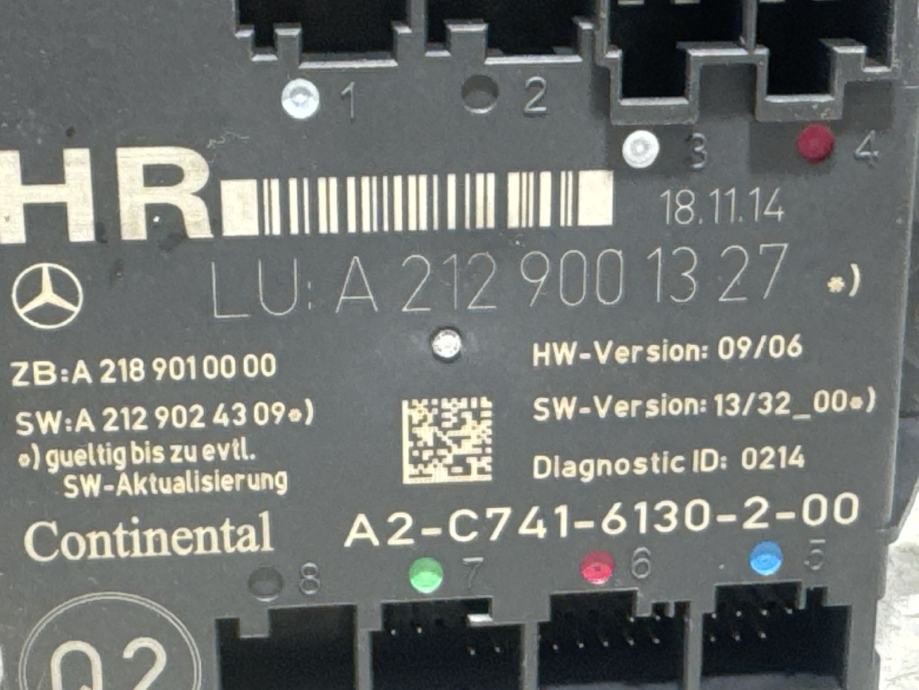 1 2
3 4
HR
18.11.14
LU: A 212 900 13 27 *)
ZB:A 218 901 00 00
HW-Version: 09/06
SW:A 212 902 43 09*)
SW-Version: 13/32_00*)
*) gueltig bis zu evtl.
SW-Aktualisierung
Diagnostic ID: 0214
Continental
A2-C741-6130-2-00
8 7 6 5
Q2